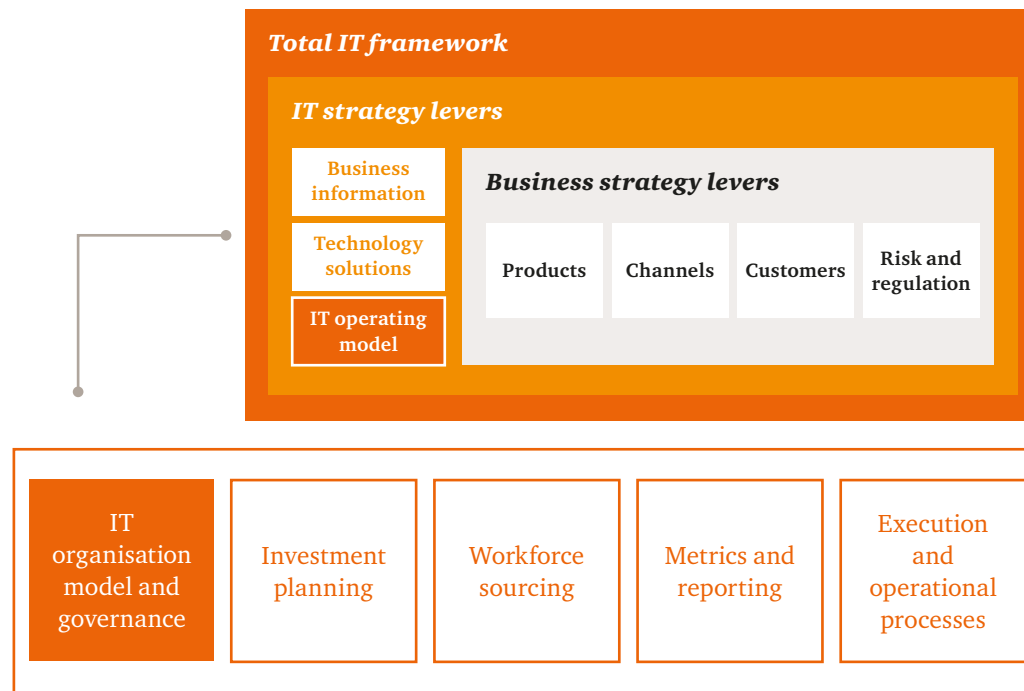 Total IT framework
IT strategy levers
Business
information
Technology
solutions
IT operating
model
Business strategy levers
Products
Channels
Customers
Risk and
regulation
IT
organisation
model and
governance
Investment
planning
Workforce
sourcing
Metrics and
reporting
Execution
and
operational
processes